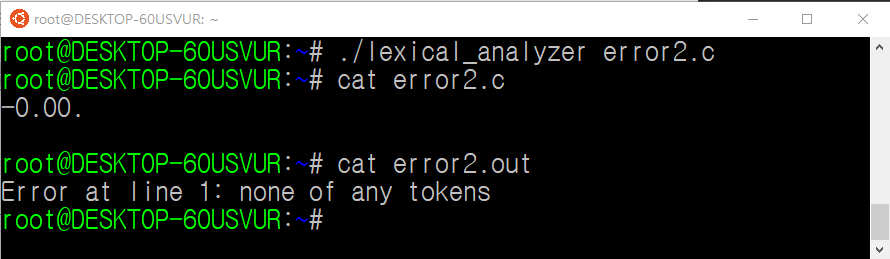 root@DESKTOP-60USVUR: ~
root@DESKTOP-60USVUR:~# ./lexical_analyzer error2.c
root@DESKTOP-60USVUR:~# cat error2.c
-0.00.
root@DESKTOP-60USVUR:~# cat error2.out
Error at line 1: none of any tokens
root@DESKTOP-60USVUR:~#